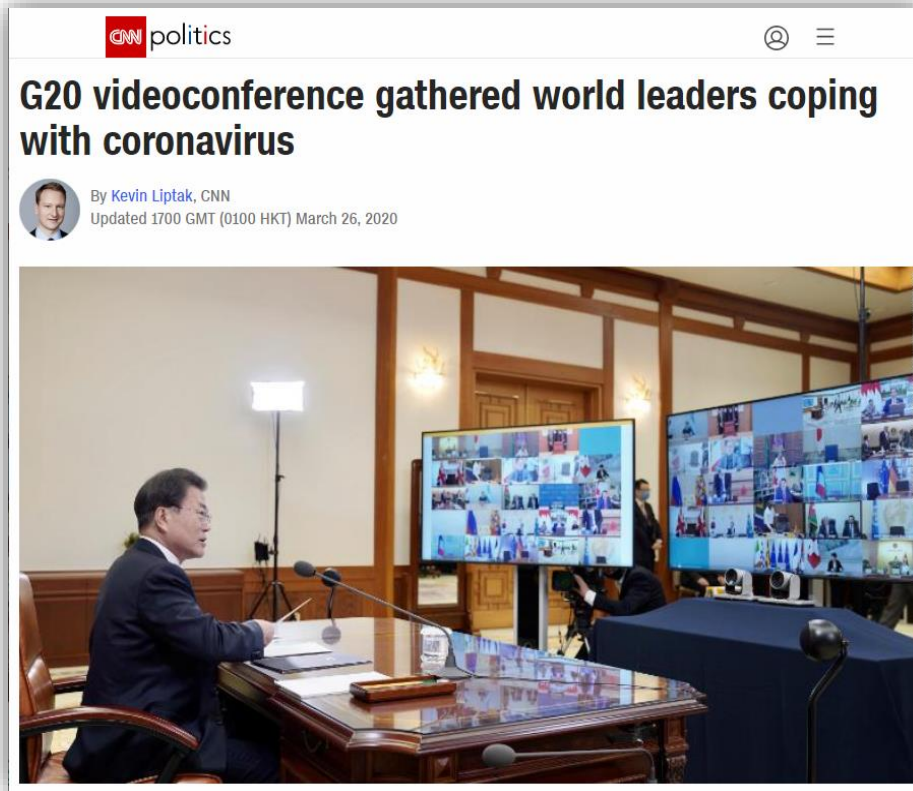 CNN politics
G20 videoconference gathered world leaders coping
with coronavirus
By Kevin Liptak, CNN
Updated 1700 GMT (0100 HKT) March 26, 2020